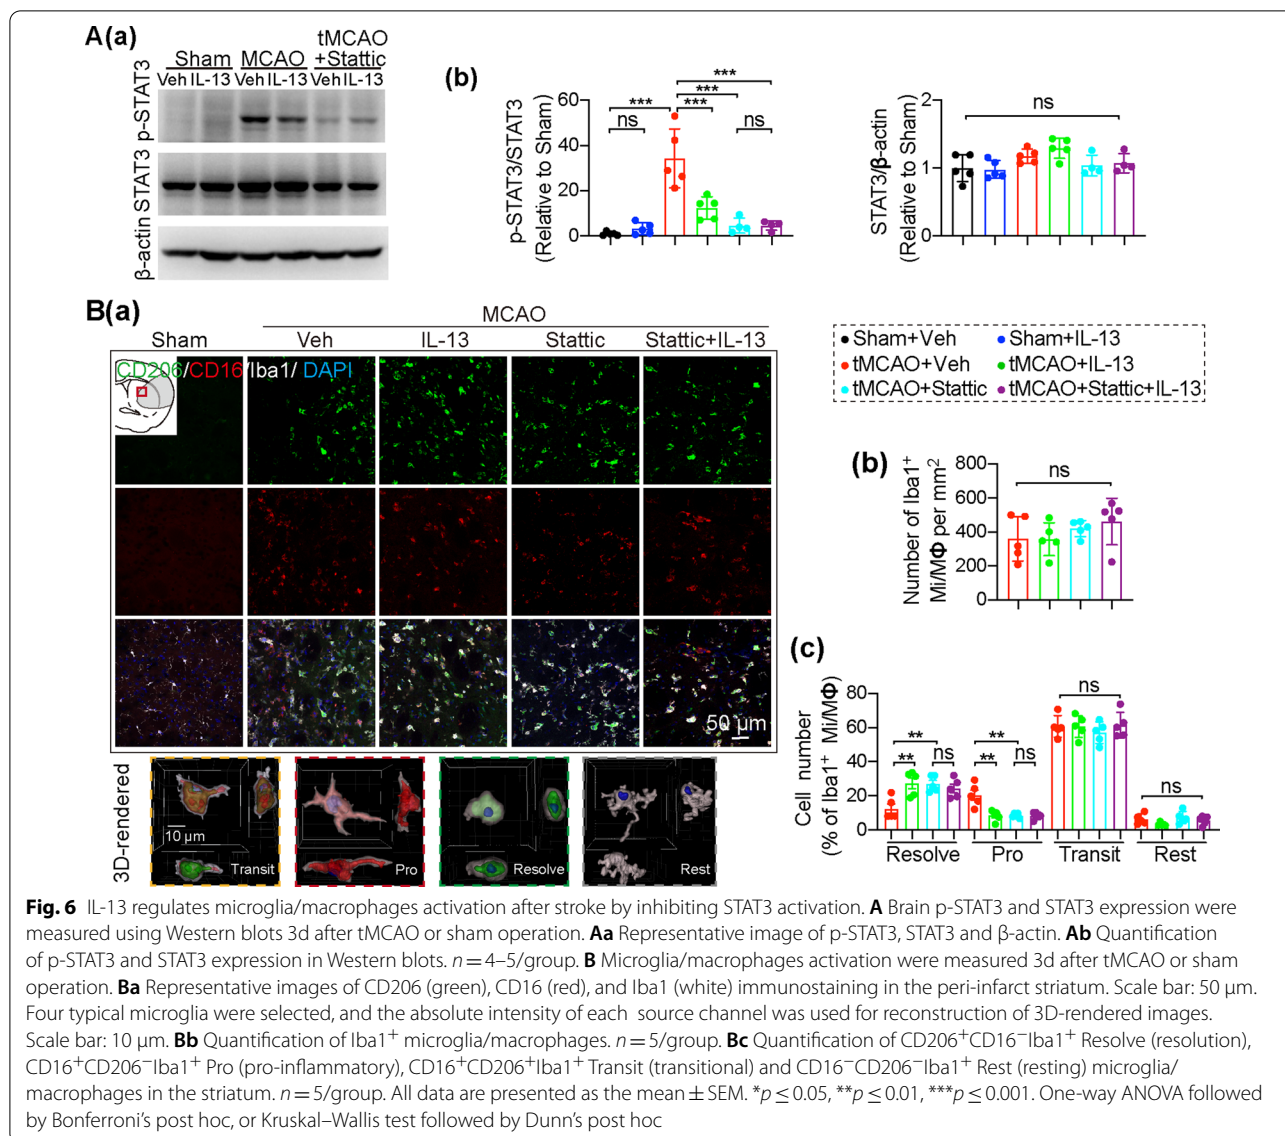 A(a)
Sham MCAO tMCAO
+Stattic
Veh IL-13 Veh IL-13 Veh IL-13
p-STAT3
STAT3
β-actin
(b)
p-STAT3/STAT3
(Relative to Sham)
60
40
20
0
***
ns
***
***
***
ns
STAT3/β-actin
(Relative to Sham)
2
1
0
ns
B(a)
MCAO
Sham Veh IL-13 Stattic Stattic+IL-13
CD206/CD16/Iba1/ DAPI
50 µm
3D-rendered
10 µm
Transit
Pro
Resolve
Rest
Sham+Veh Sham+IL-13
tMCAO+Veh tMCAO+IL-13
tMCAO+Stattic tMCAO+Stattic+IL-13
(b)
Number of Iba1+
Mi/MΦ per mm2
800
600
400
200
0
ns
(c)
Cell number
(% of Iba1+ Mi/MΦ)
80
60
40
20
0
**
**
ns
**
**
ns
ns
ns
Resolve Pro Transit Rest
Fig. 6 IL-13 regulates microglia/macrophages activation after stroke by inhibiting STAT3 activation. A Brain p-STAT3 and STAT3 expression were
measured using Western blots 3d after tMCAO or sham operation. Aa Representative image of p-STAT3, STAT3 and β-actin. Ab Quantification
of p-STAT3 and STAT3 expression in Western blots. n = 4–5/group. B Microglia/macrophages activation were measured 3d after tMCAO or sham
operation. Ba Representative images of CD206 (green), CD16 (red), and Iba1 (white) immunostaining in the peri-infarct striatum. Scale bar: 50 µm.
Four typical microglia were selected, and the absolute intensity of each source channel was used for reconstruction of 3D-rendered images.
Scale bar: 10 µm. Bb Quantification of Iba1+ microglia/macrophages. n = 5/group. Bc Quantification of CD206+CD16−Iba1+ Resolve (resolution),
CD16+CD206−Iba1+ Pro (pro-inflammatory), CD16+CD206+Iba1+ Transit (transitional) and CD16−CD206−Iba1+ Rest (resting) microglia/
macrophages in the striatum. n = 5/group. All data are presented as the mean ± SEM. *p ≤ 0.05, **p ≤ 0.01, ***p ≤ 0.001. One-way ANOVA followed
by Bonferroni's post hoc, or Kruskal–Wallis test followed by Dunn's post hoc